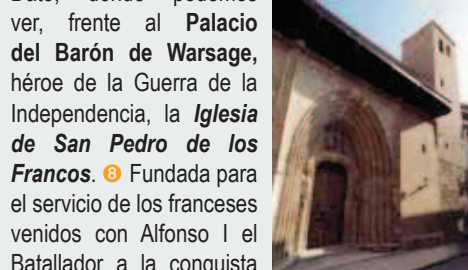 Dato, donde podemos
ver, frente al Palacio
del Barón de Warsage,
héroe de la Guerra de la
Independencia, la Iglesia
de San Pedro de los
Francos. 8 Fundada para
el servicio de los franceses
venidos con Alfonso I el
Batallador a la conquista